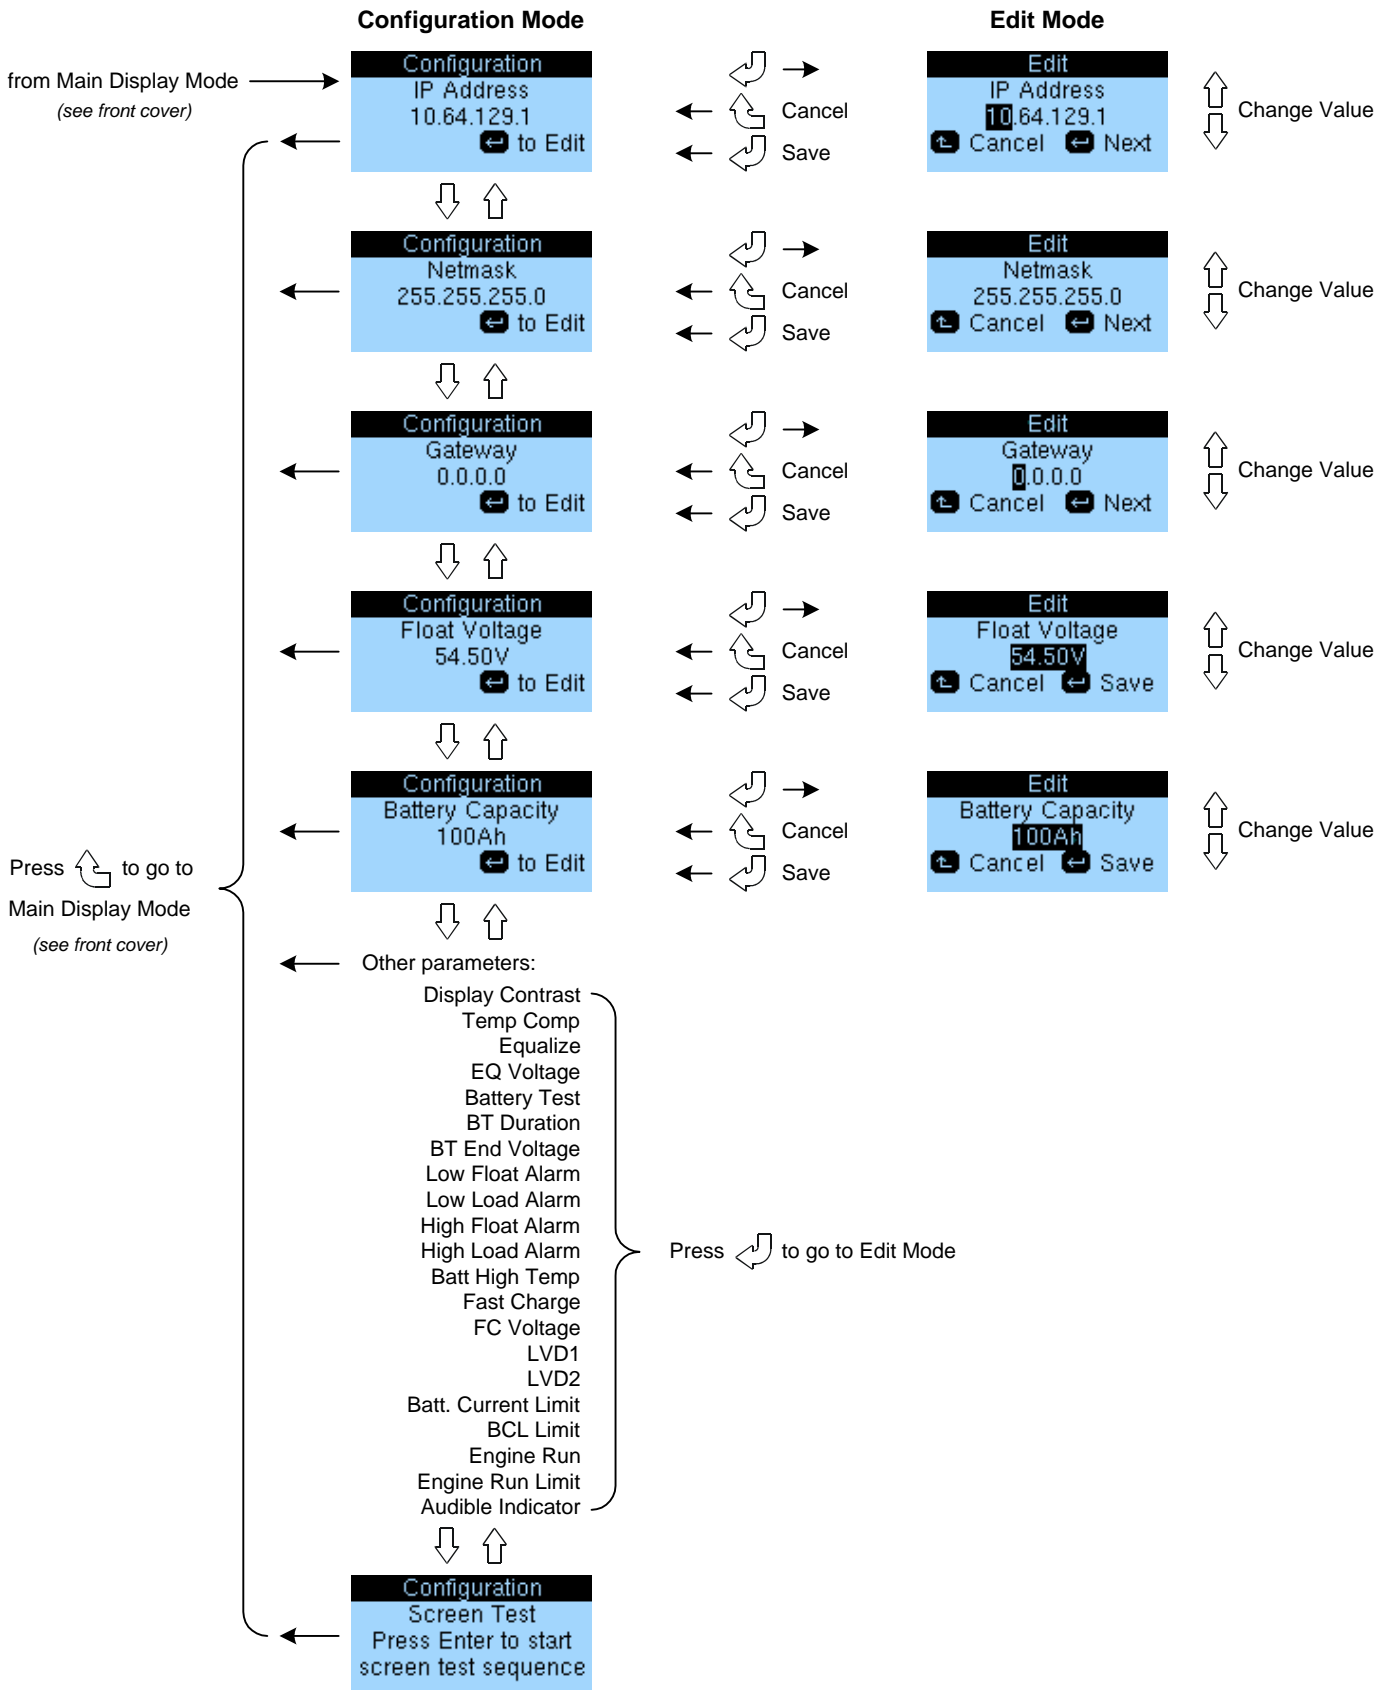 Configuration Mode
Edit Mode
from Main Display Mode
(see front cover)
Configuration
IP Address
10.64.129.1
to Edit
Cancel
Save
Edit
IP Address
10.64.129.1
Cancel Next
Change Value
Configuration
Netmask
255.255.255.0
to Edit
Cancel
Save
Edit
Netmask
255.255.255.0
Cancel Next
Change Value
Configuration
Gateway
0.0.0.0
to Edit
Cancel
Save
Edit
Gateway
0.0.0.0
Cancel Next
Change Value
Configuration
Float Voltage
54.50V
to Edit
Cancel
Save
Edit
Float Voltage
54.50V
Cancel Save
Change Value
Configuration
Battery Capacity
100Ah
to Edit
Cancel
Save
Edit
Battery Capacity
100Ah
Cancel Save
Change Value
Press to go to
Main Display Mode
(see front cover)
Other parameters:
Display Contrast
Temp Comp
Equalize
EQ Voltage
Battery Test
BT Duration
BT End Voltage
Low Float Alarm
Low Load Alarm
High Float Alarm
High Load Alarm
Batt High Temp
Fast Charge
FC Voltage
LVD1
LVD2
Batt. Current Limit
BCL Limit
Engine Run
Engine Run Limit
Audible Indicator
Press to go to Edit Mode
Configuration
Screen Test
Press Enter to start
screen test sequence